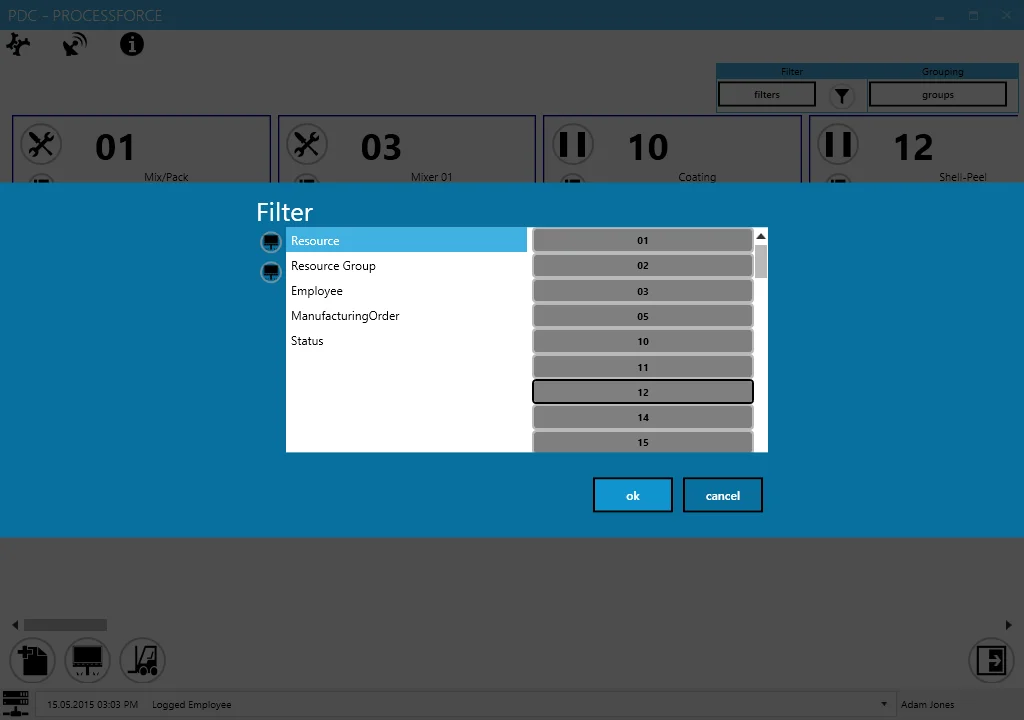 PDC - PROCESSFORCE
Filter
Grouping
filters
groups
01
03
10
12
Mix/Pack
Mixer 01
Coating
Shell-Peel
Filter
Resource
Resource Group
Employee
ManufacturingOrder
Status
01
02
03
05
10
11
12
14
15
ok
cancel
15.05.2015 03:03 PM
Logged Employee
Adam Jones